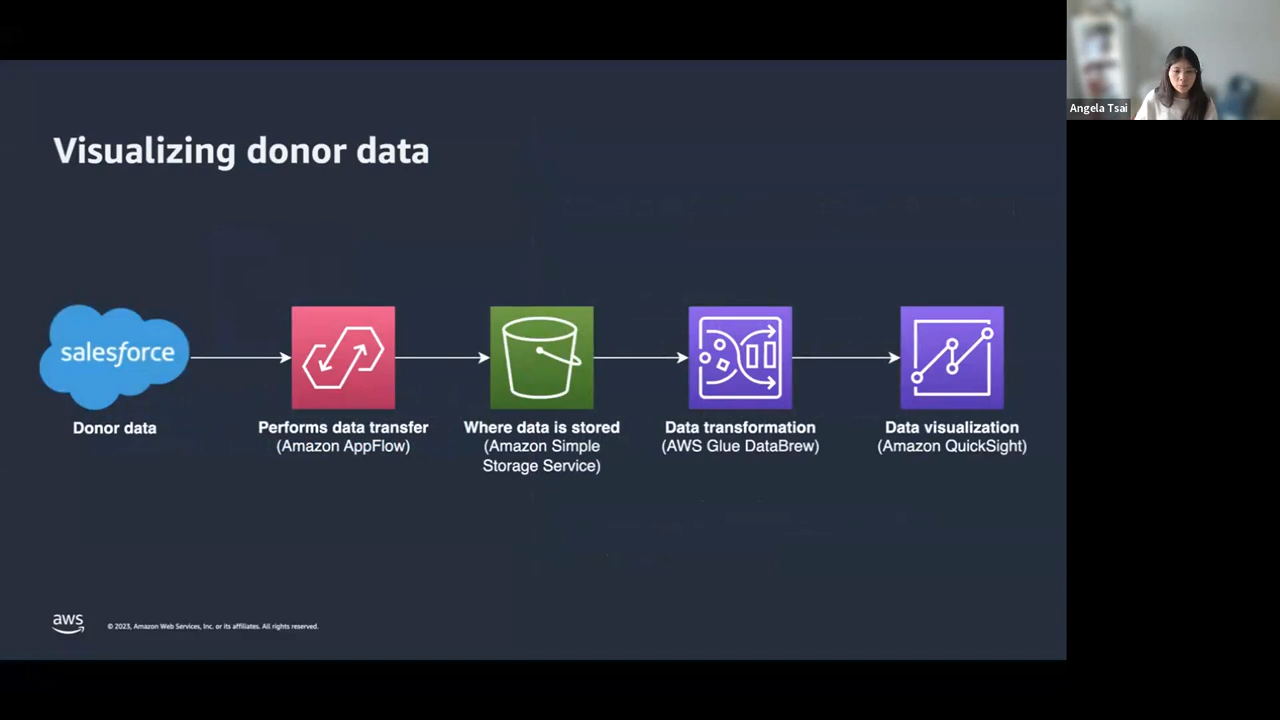 Visualizing donor data
salesforce
Donor data
Performs data transfer
(Amazon AppFlow)
Where data is stored
(Amazon Simple
Storage Service)
Data transformation
(AWS Glue DataBrew)
Data visualization
(Amazon QuickSight)
aws
© 2023, Amazon Web Services, Inc. or its affiliates. All rights reserved.
Angela Tsai